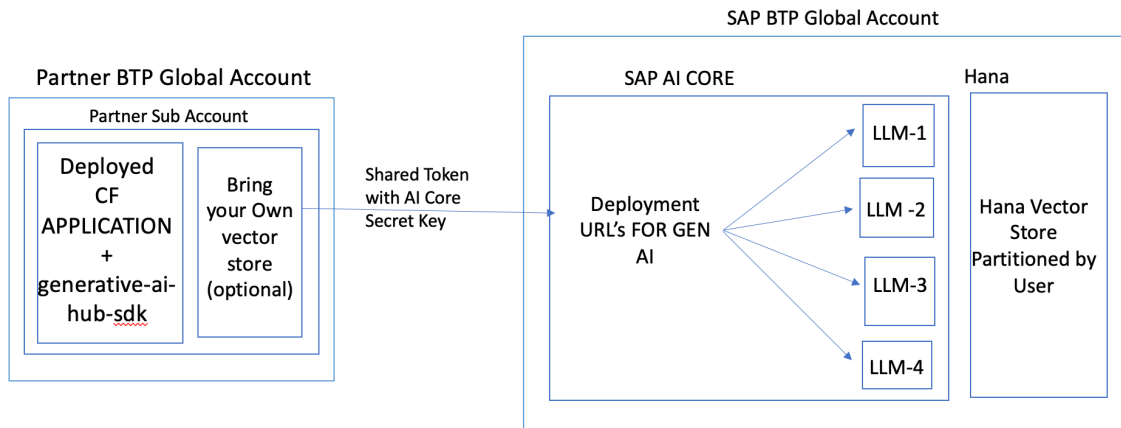 SAP BTP Global Account
Partner BTP Global Account
Partner Sub Account
Deployed
CF
APPLICATION
+
generative-ai-
hub-sdk
Bring
your Own
vector
store
(optional)
Shared Token
with AI Core
Secret Key
SAP AI CORE
Deployment
URL’s FOR GEN
AI
LLM-1
LLM -2
LLM-3
LLM-4
Hana
Hana Vector
Store
Partitioned by
User